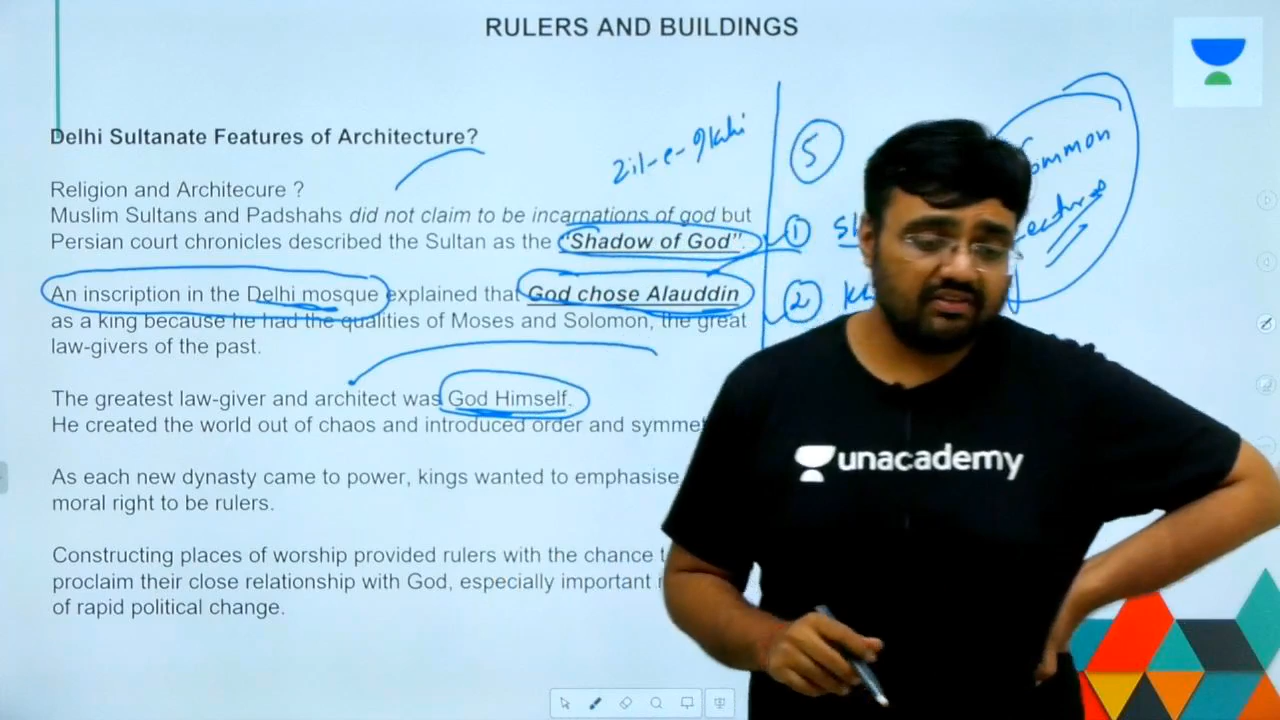 RULERS AND BUILDINGS
Delhi Sultanate Features of Architecture?
Religion and Architecure ?
Muslim Sultans and Padshahs did not claim to be incarnations of god but
Persian court chronicles described the Sultan as the "Shadow of God".
An inscription in the Delhi mosque explained that God chose Alauddin
as a king because he had the qualities of Moses and Solomon, the great
law-givers of the past.
The greatest law-giver and architect was God Himself.
He created the world out of chaos and introduced order and
As each new dynasty came to power, kings wanted to emphasise
moral right to be rulers.
Constructing places of worship provided rulers with the chance
proclaim their close relationship with God, especially important
of rapid political change.
5
1
2
unacademy